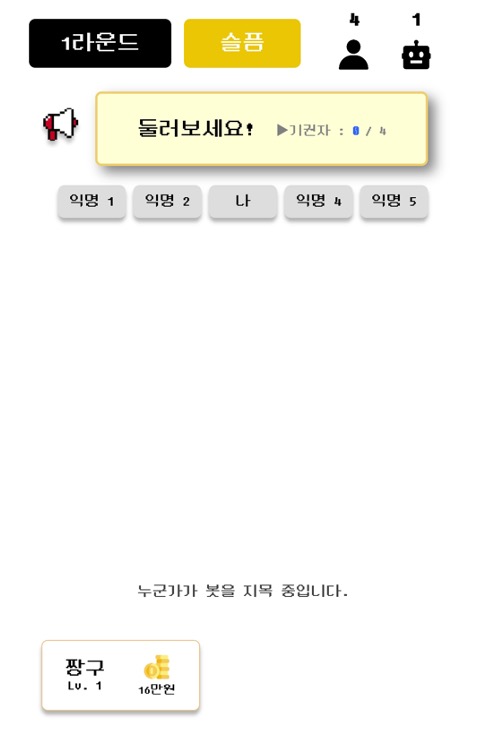 1라운드
슬픔
4
1
둘러보세요!
▶기권자 : 0 / 4
익명 1
익명 2
나
익명 4
익명 5
누군가가 봇을 지목 중입니다.
짱구
Lv. 1
16만원